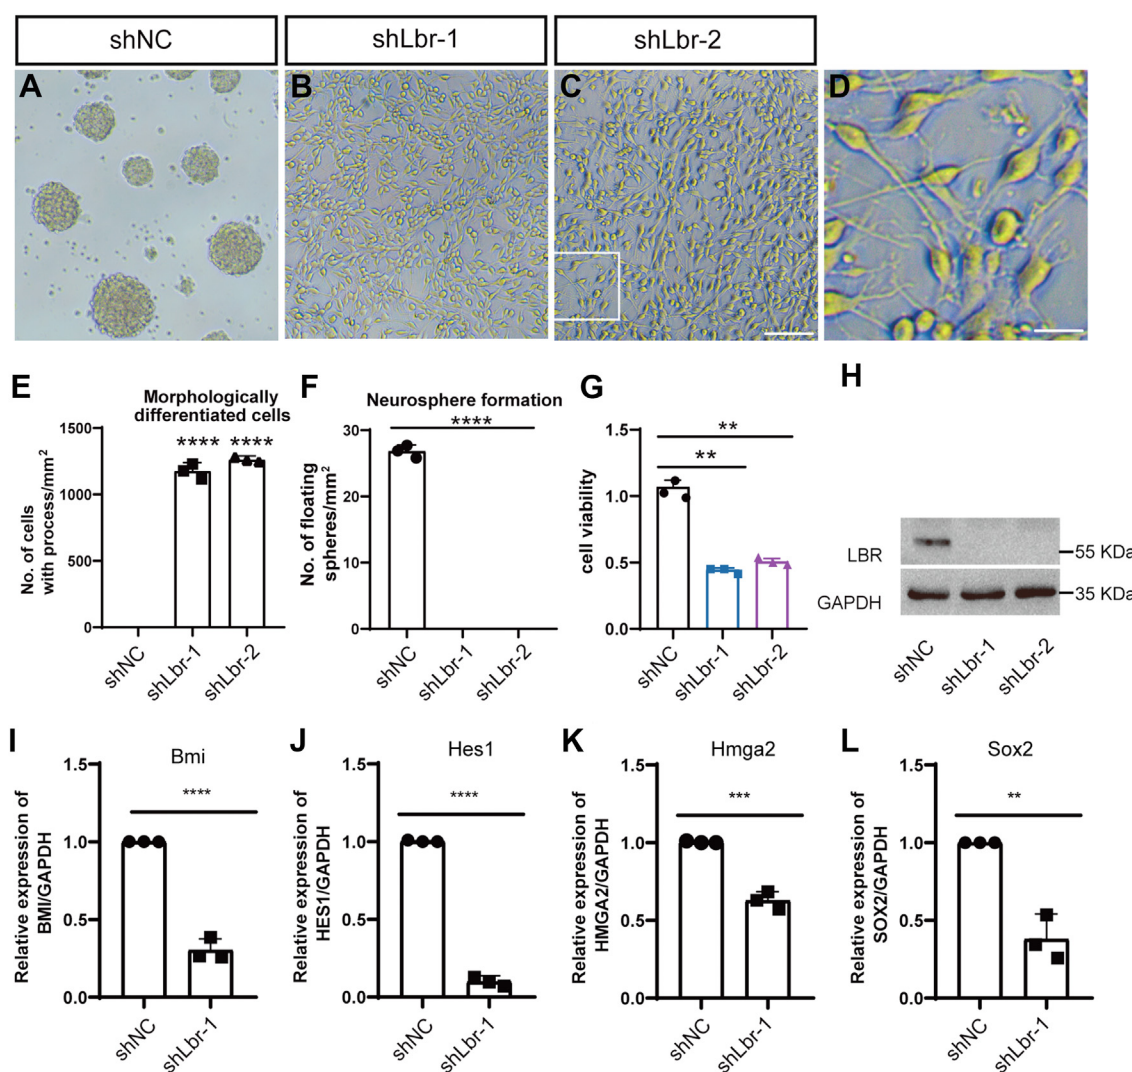 shNC
shLbr-1
shLbr-2
A
B
C
D
E
Morphologically
differentiated cells
No. of cells
with process/mm2
1500
1000
500
0
**** ****
shNC
shLbr-1
shLbr-2
F
Neurosphere formation
****
No. of floating
spheres/mm2
30
20
10
0
shNC
shLbr-1
shLbr-2
G
cell viability
**
**
1.5
1.0
0.5
0.0
shNC
shLbr-1
shLbr-2
H
LBR
55 KDa
GAPDH
35 KDa
shNC
shLbr-1
shLbr-2
I
Bmi
****
Relative expression of
BMI/GAPDH
1.5
1.0
0.5
0.0
shNC
shLbr-1
J
Hes1
****
Relative expression of
HES1/GAPDH
1.5
1.0
0.5
0.0
shNC
shLbr-1
K
Hmga2
***
Relative expression of
HMGA2/GAPDH
1.5
1.0
0.5
0.0
shNC
shLbr-1
L
Sox2
**
Relative expression of
SOX2/GAPDH
1.5
1.0
0.5
0.0
shNC
shLbr-1